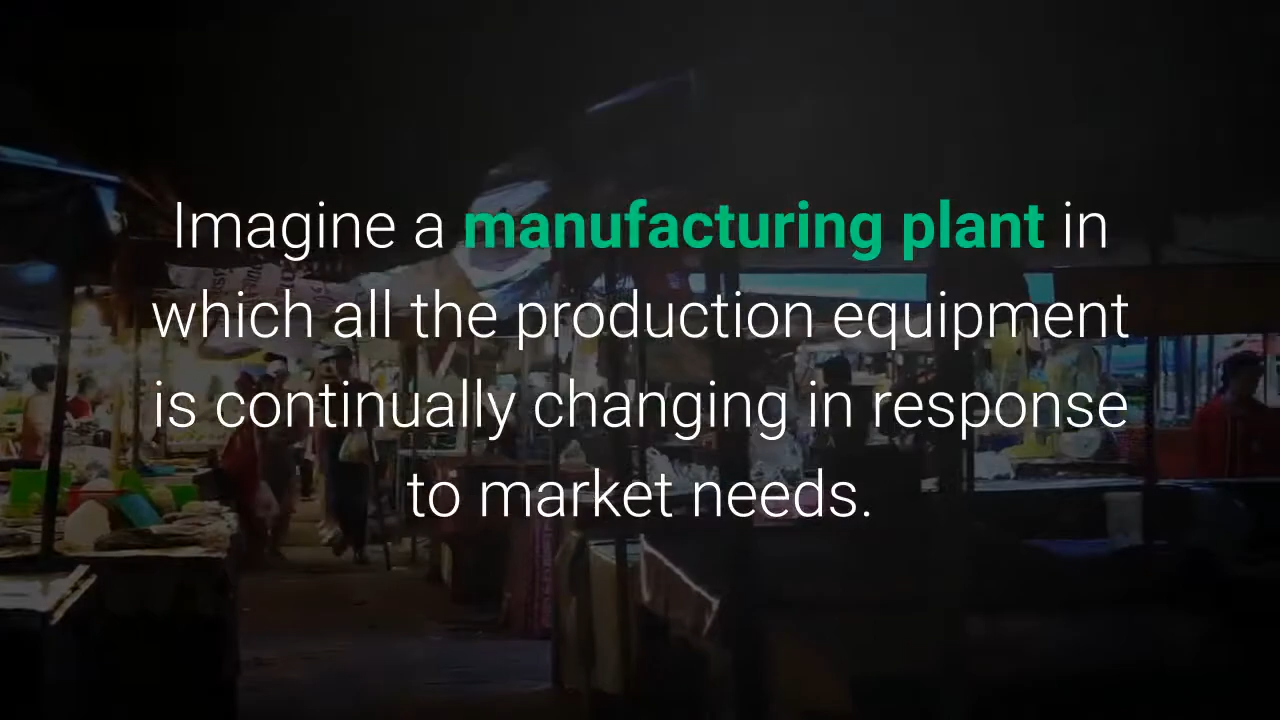 Imagine a manufacturing plant in
which all the production equipment
is continually changing in response
to market needs.